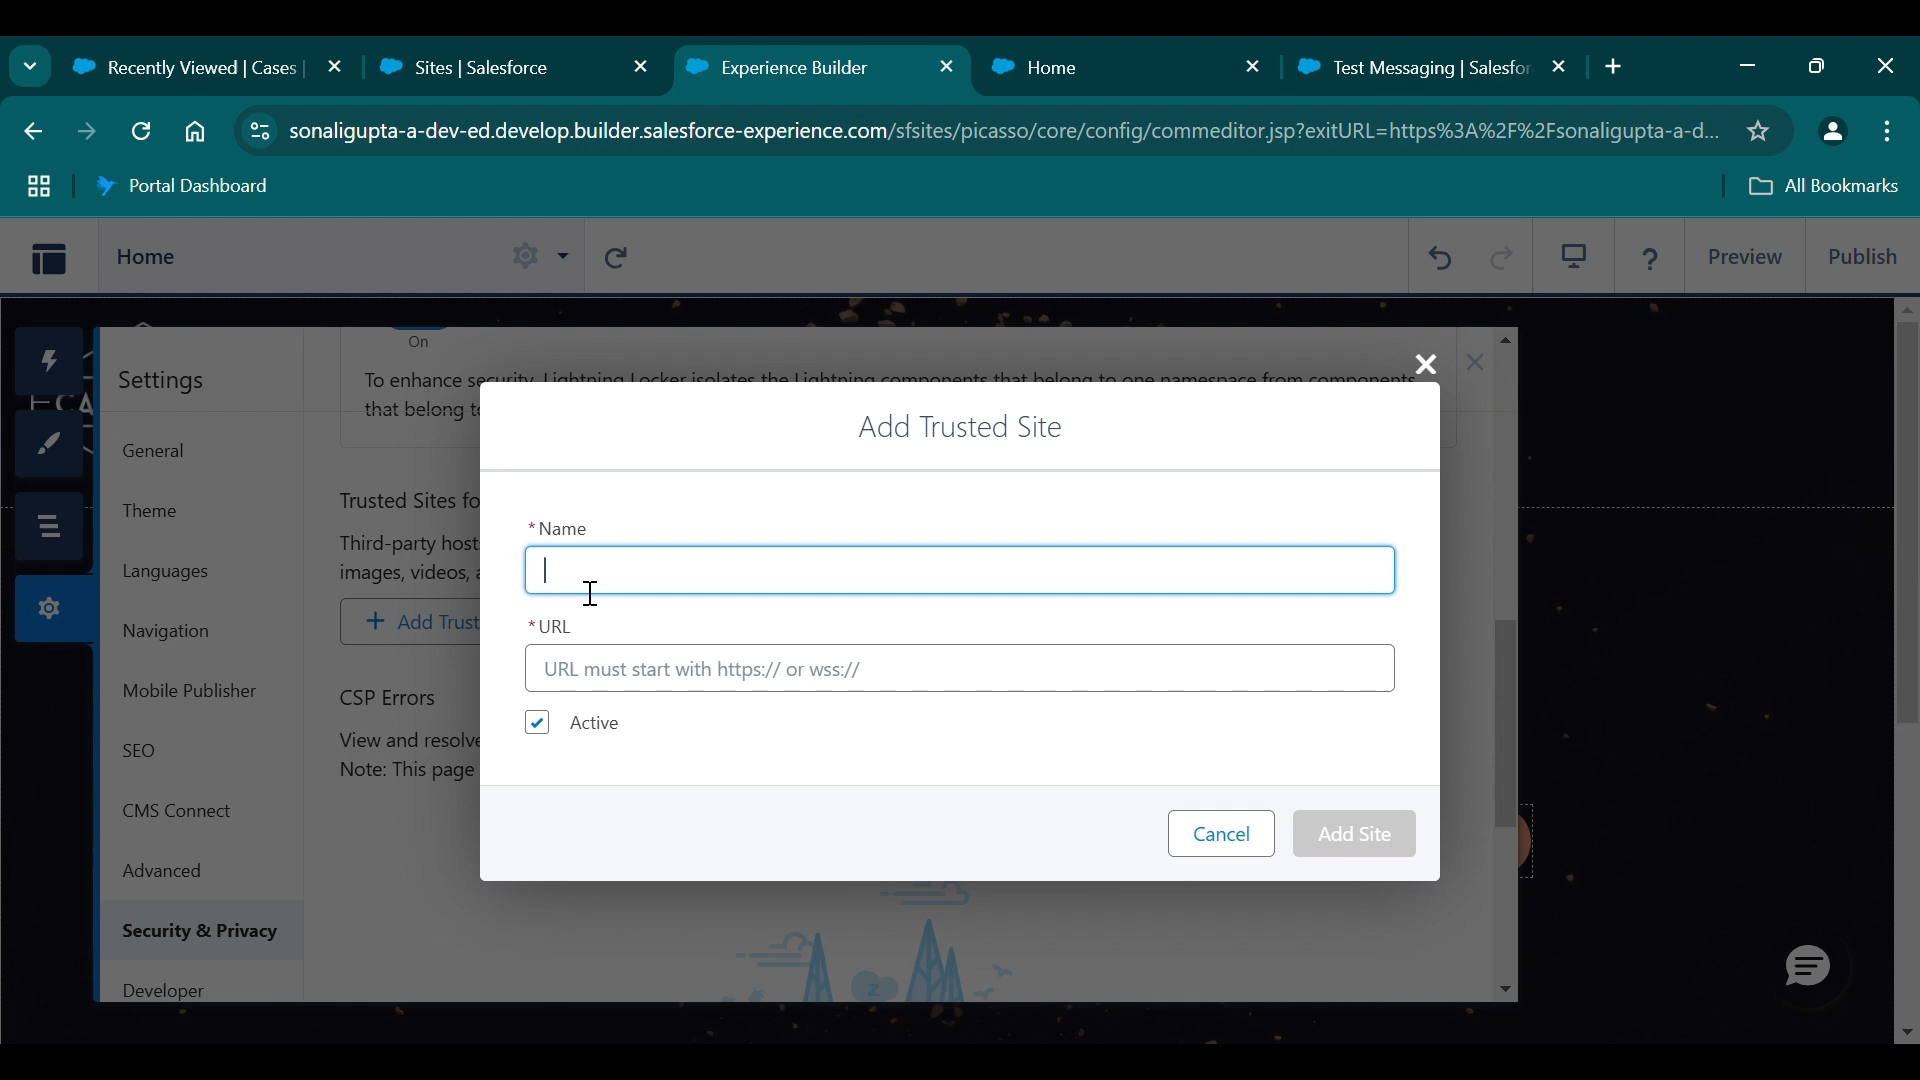 Recently Viewed | Cases
Sites | Salesforce
Experience Builder
Home
Test Messaging | Salesfor
sonaligupta-a-dev-ed.develop.builder.salesforce-experience.com/sfsites/picasso/core/config/commeditor.jsp?exitURL=https%3A%2F%2Fsonaligupta-a-d...
Portal Dashboard
All Bookmarks
Home
Preview
Publish
Settings
General
Theme
Languages
Navigation
Mobile Publisher
SEO
CMS Connect
Advanced
Security & Privacy
Developer
On
To enhance security, Lightning Locker isolates the Lightning components that belong to one namespace from components
that belong t
Trusted Sites fo
Third-party host
images, videos,
+ Add Trust
CSP Errors
View and resolve
Note: This page
Add Trusted Site
* Name
* URL
URL must start with https:// or wss://
Active
Cancel
Add Site
z